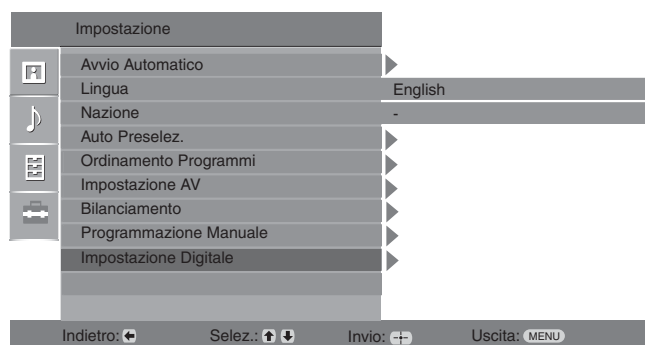 Impostazione
Avvio Automatico
Lingua English
Nazione -
Auto Preselez.
Ordinamento Programmi
Impostazione AV
Bilanciamento
Programmazione Manuale
Impostazione Digitale
Indietro: Selez.: Invio: Uscita: MENU